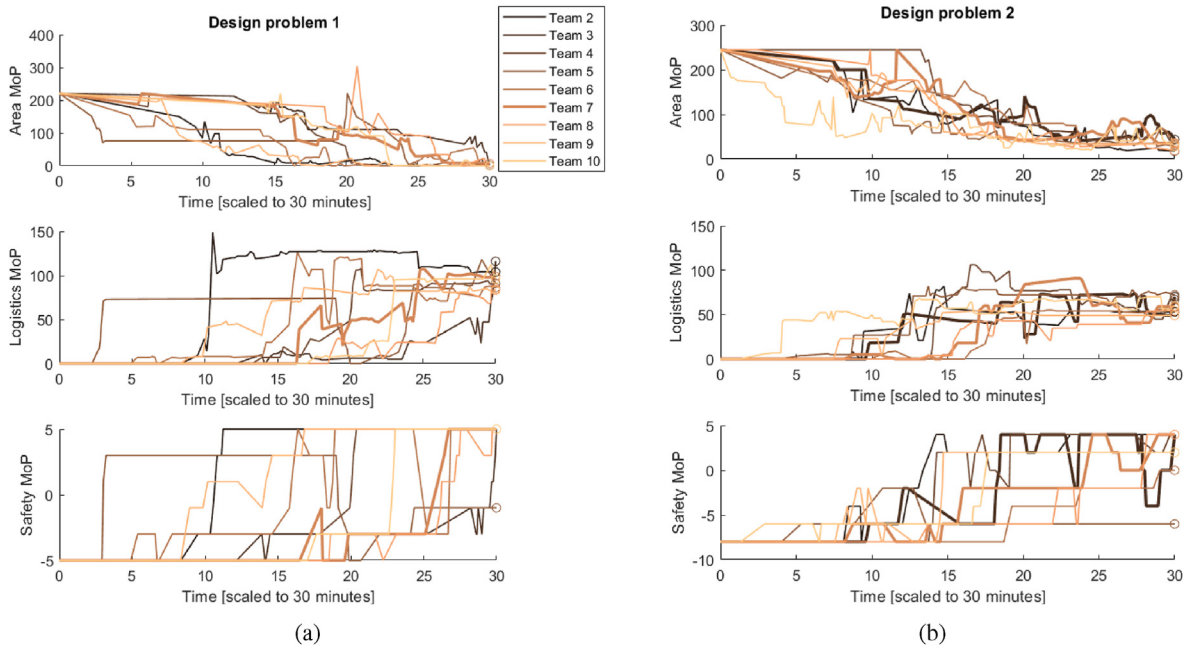 Design problem 1
Area MoP
400
300
200
100
0
0 5 10 15 20 25 30
Time [scaled to 30 minutes]
Team 2
Team 3
Team 4
Team 5
Team 6
Team 7
Team 8
Team 9
Team 10
Logistics MoP
150
100
50
0
0 5 10 15 20 25 30
Time [scaled to 30 minutes]
Safety MoP
5
0
-5
0 5 10 15 20 25 30
Time [scaled to 30 minutes]
(a)
Design problem 2
Area MoP
300
200
100
0
0 5 10 15 20 25 30
Time [scaled to 30 minutes]
Logistics MoP
150
100
50
0
0 5 10 15 20 25 30
Time [scaled to 30 minutes]
Safety MoP
5
0
-5
-10
0 5 10 15 20 25 30
Time [scaled to 30 minutes]
(b)